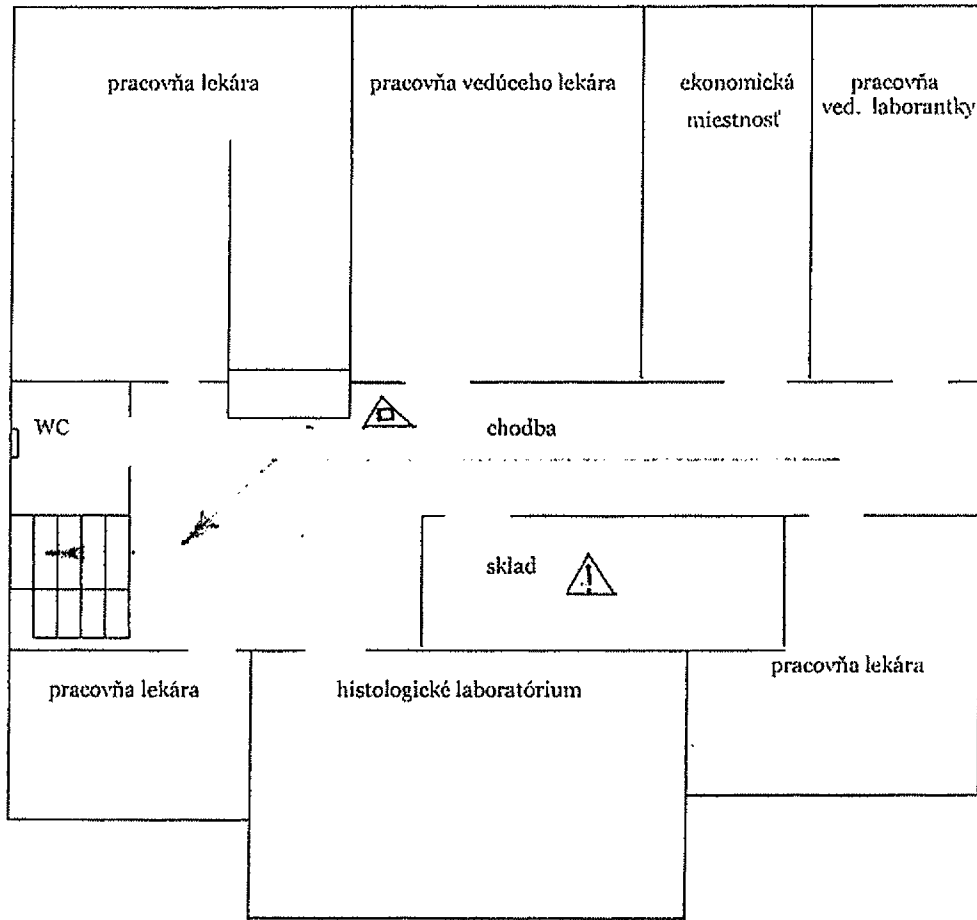 pracovňa lekára
pracovňa vedúceho lekára
ekonomická
miestnosť
pracovňa
ved. laborantky
WC
chodba
sklad
!
pracovňa lekára
histologické laboratórium
pracovňa lekára